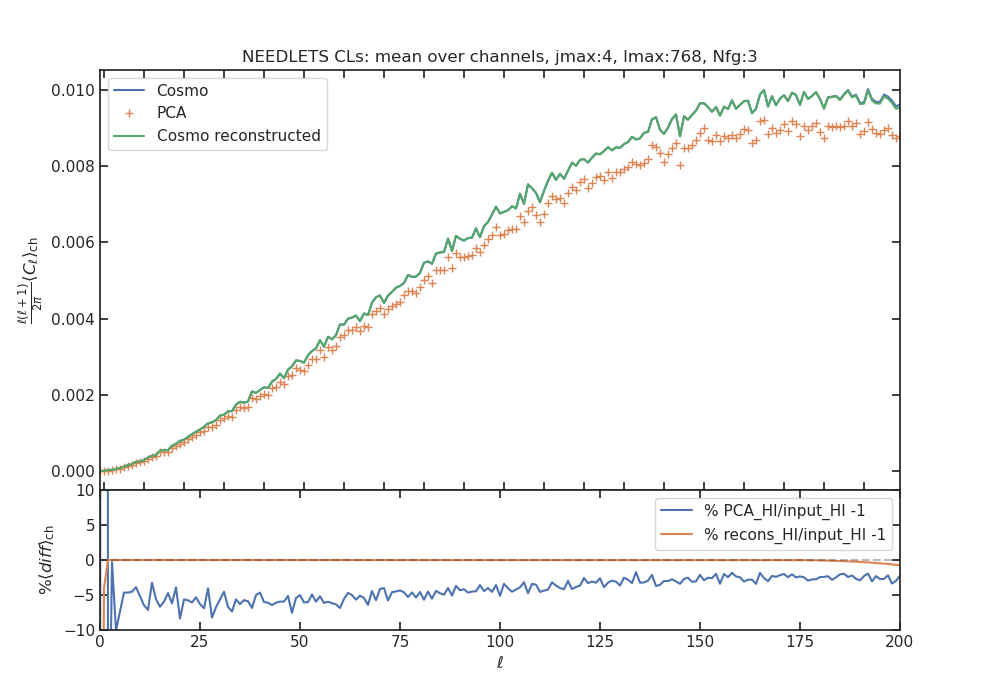 NEEDLETS CLs: mean over channels, jmax:4, lmax:768, Nfg:3
Cosmo
PCA
Cosmo reconstructed
0.010
0.008
0.006
0.004
0.002
0.000
ℓ(ℓ+1)/2π ⟨Cℓ⟩ch
% PCA_HI/input_HI -1
% recons_HI/input_HI -1
10
5
0
−5
−10
%⟨diff⟩ch
0 25 50 75 100 125 150 175 200
ℓ